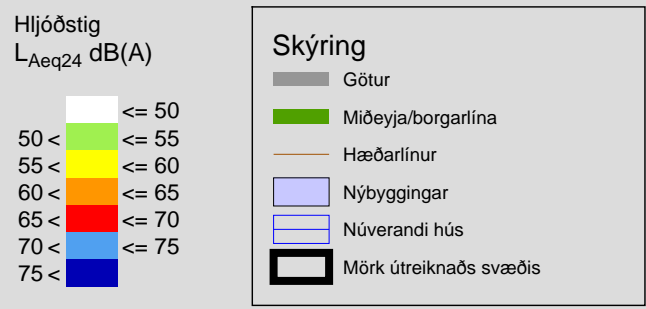 Hljóðstig
LAeq24 dB(A)
<= 50
50 < <= 55
55 < <= 60
60 < <= 65
65 < <= 70
70 < <= 75
75 <
Skýring
Götur
Miðeyja/borgarlína
Hæðarlínur
Nýbyggingar
Núverandi hús
Mörk útreiknaðs svæðis